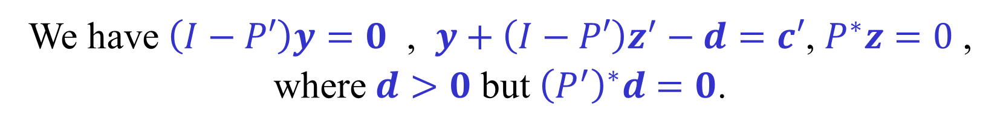 We have (I − P′)y = 0 , y + (I − P′)z′ − d = c′, P*z = 0 ,
where d > 0 but (P′)*d = 0.